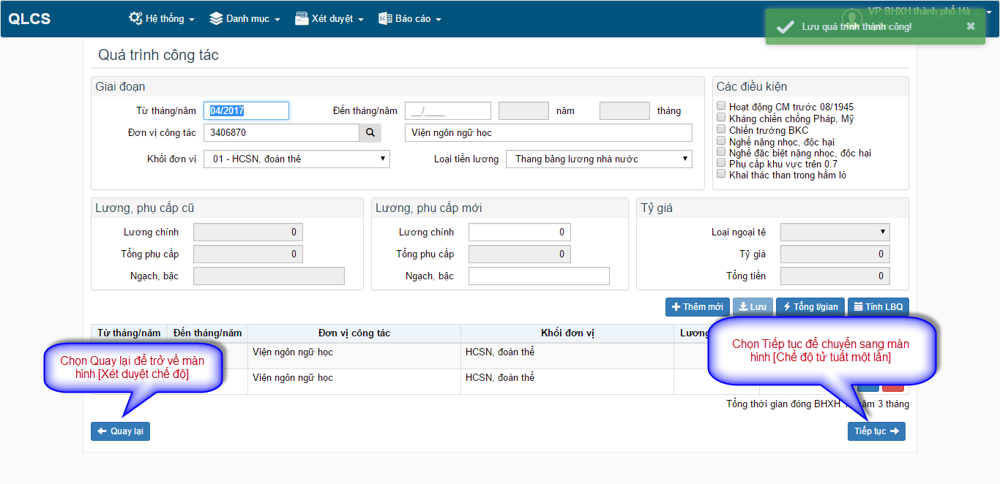 QLCS
Hệ thống
Danh mục
Xét duyệt
Báo cáo
VP BHXH thành phố Hà ...
Lưu quá trình thành công!
Quá trình công tác
Giai đoạn
Từ tháng/năm 04/2017 Đến tháng/năm __/____ năm tháng
Đơn vị công tác 3406870 Viện ngôn ngữ học
Khối đơn vị 01 - HCSN, đoàn thể Loại tiền lương Thang bảng lương nhà nước
Các điều kiện
Hoạt động CM trước 08/1945
Kháng chiến chống Pháp, Mỹ
Chiến trường BKC
Nghề nặng nhọc, độc hại
Nghề đặc biệt nặng nhọc, độc hại
Phụ cấp khu vực trên 0.7
Khai thác than trong hầm lò
Lương, phụ cấp cũ
Lương chính 0
Tổng phụ cấp 0
Ngạch, bậc
Lương, phụ cấp mới
Lương chính 0
Tổng phụ cấp 0
Ngạch, bậc
Tỷ giá
Loại ngoại tệ
Tỷ giá 0
Tổng tiền 0
Thêm mới Lưu Tổng t/gian Tính LBQ
Từ tháng/năm Đến tháng/năm Đơn vị công tác Khối đơn vị Lương
Viện ngôn ngữ học HCSN, đoàn thể
Viện ngôn ngữ học HCSN, đoàn thể
Chọn Quay lại để trở về màn
hình [Xét duyệt chế độ]
Chọn Tiếp tục để chuyển sang màn
hình [Chế độ tử tuất một lần]
Tổng thời gian đóng BHXH năm 3 tháng
Quay lại
Tiếp tục